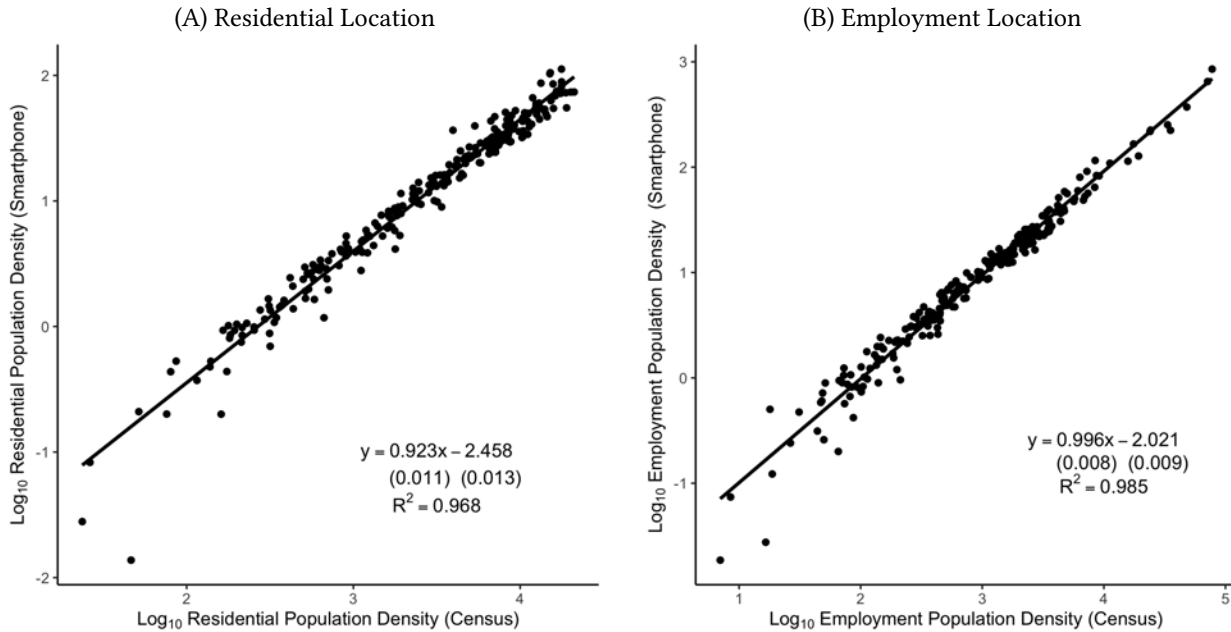 (A) Residential Location
Log10 Residential Population Density (Smartphone)
2
1
0
-1
-2
y = 0.923x − 2.458
(0.011) (0.013)
R² = 0.968
2 3 4
Log10 Residential Population Density (Census)
(B) Employment Location
Log10 Employment Population Density (Smartphone)
3
2
1
0
-1
y = 0.996x − 2.021
(0.008) (0.009)
R² = 0.985
1 2 3 4 5
Log10 Employment Population Density (Census)